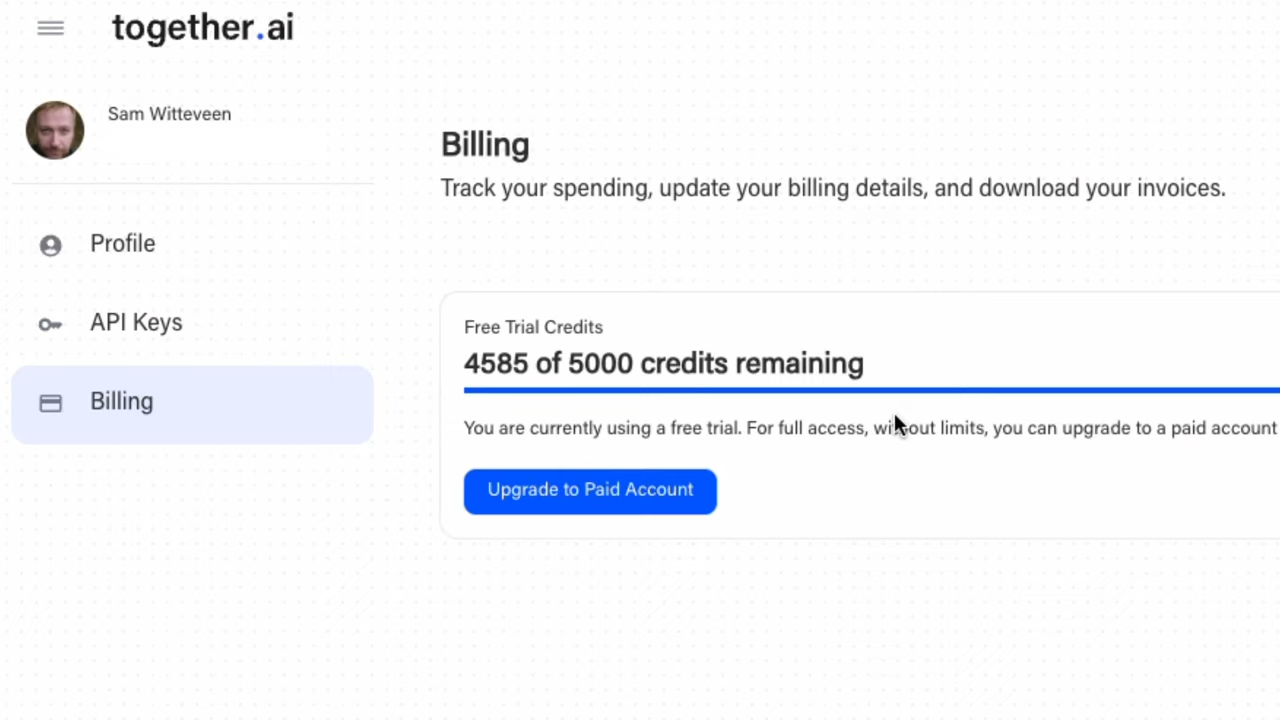 together.ai
Sam Witteveen
Profile
API Keys
Billing
Billing
Track your spending, update your billing details, and download your invoices.
Free Trial Credits
4585 of 5000 credits remaining
You are currently using a free trial. For full access, without limits, you can upgrade to a paid account
Upgrade to Paid Account